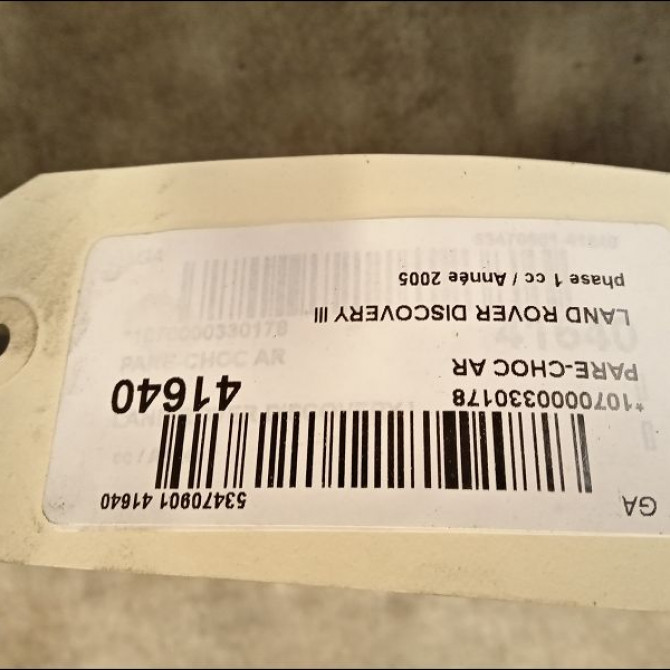 GA 53470901 41640
*1070000330178 41640
PARE-CHOC AR
LAND ROVER DISCOVERY III
phase 1 cc / Année 2005